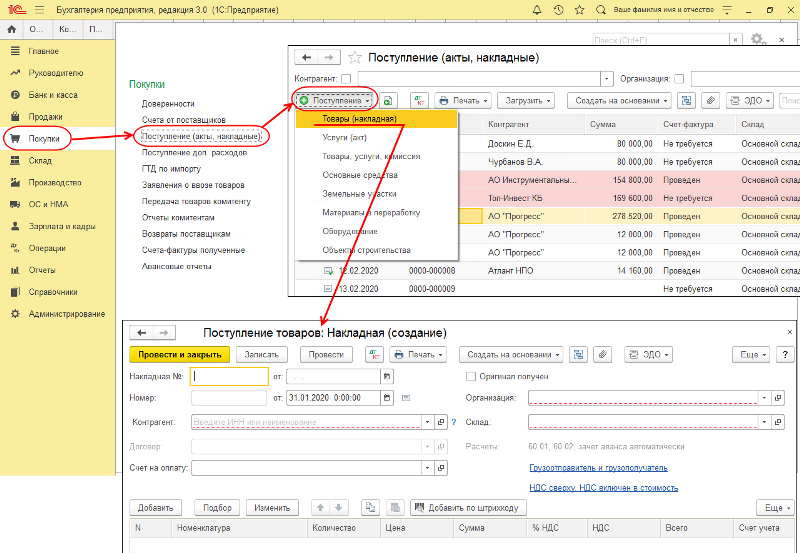 1С Бухгалтерия предприятия, редакция 3.0 (1С:Предприятие) Ваше фамилия имя и отчество
О... Ко... П...
Главное
Руководителю
Банк и касса
Продажи
Покупки
Склад
Производство
ОС и НМА
Зарплата и кадры
Операции
Отчеты
Справочники
Администрирование
Поиск (Ctrl+F)
Покупки
Доверенности
Счета от поставщиков
Поступление (акты, накладные)
Поступление доп. расходов
ГТД по импорту
Заявления о ввозе товаров
Передача товаров комитенту
Отчеты комитентам
Возвраты поставщикам
Счета-фактуры полученные
Авансовые отчеты
Поступление (акты, накладные)
Контрагент: Организация:
Поступление Печать Загрузить Создать на основании ЭДО Поис
Товары (накладная)
Услуги (акт)
Товары, услуги, комиссия
Основные средства
Земельные участки
Материалы в переработку
Оборудование
Объекты строительства
Контрагент Сумма Счет-фактура Склад
Доскин Е.Д. 80 000,00 Не требуется Основной склад
Чурбанов В.А. 80 000,00 Не требуется Основной склад
АО Инструментальны... 154 800,00 Проведен Основной склад
Топ-Инвест КБ 169 600,00 Не требуется Основной склад
АО "Прогресс" 278 520,00 Проведен Основной склад
АО "Прогресс" 12 000,00 Проведен Основной склад
АО "Прогресс" 12 000,00 Проведен Основной склад
12.02.2020 0000-000008 Атлант НПО 14 160,00 Проведен Основной склад
13.02.2020 0000-000009 Не требуется Основной склад
Поступление товаров: Накладная (создание)
Провести и закрыть Записать Провести Печать Создать на основании ЭДО Еще ?
Накладная №: от: Оригинал получен
Номер: от: 31.01.2020 0:00:00 Организация:
Контрагент: Введите ИНН или наименование ? Склад:
Договор: Расчеты: 60.01, 60.02, зачет аванса автоматически
Счет на оплату: Грузоотправитель и грузополучатель
НДС сверху. НДС включен в стоимость
Добавить Подбор Изменить Добавить по штрихкоду Еще
N Номенклатура Количество Цена Сумма % НДС НДС Всего Счет учета